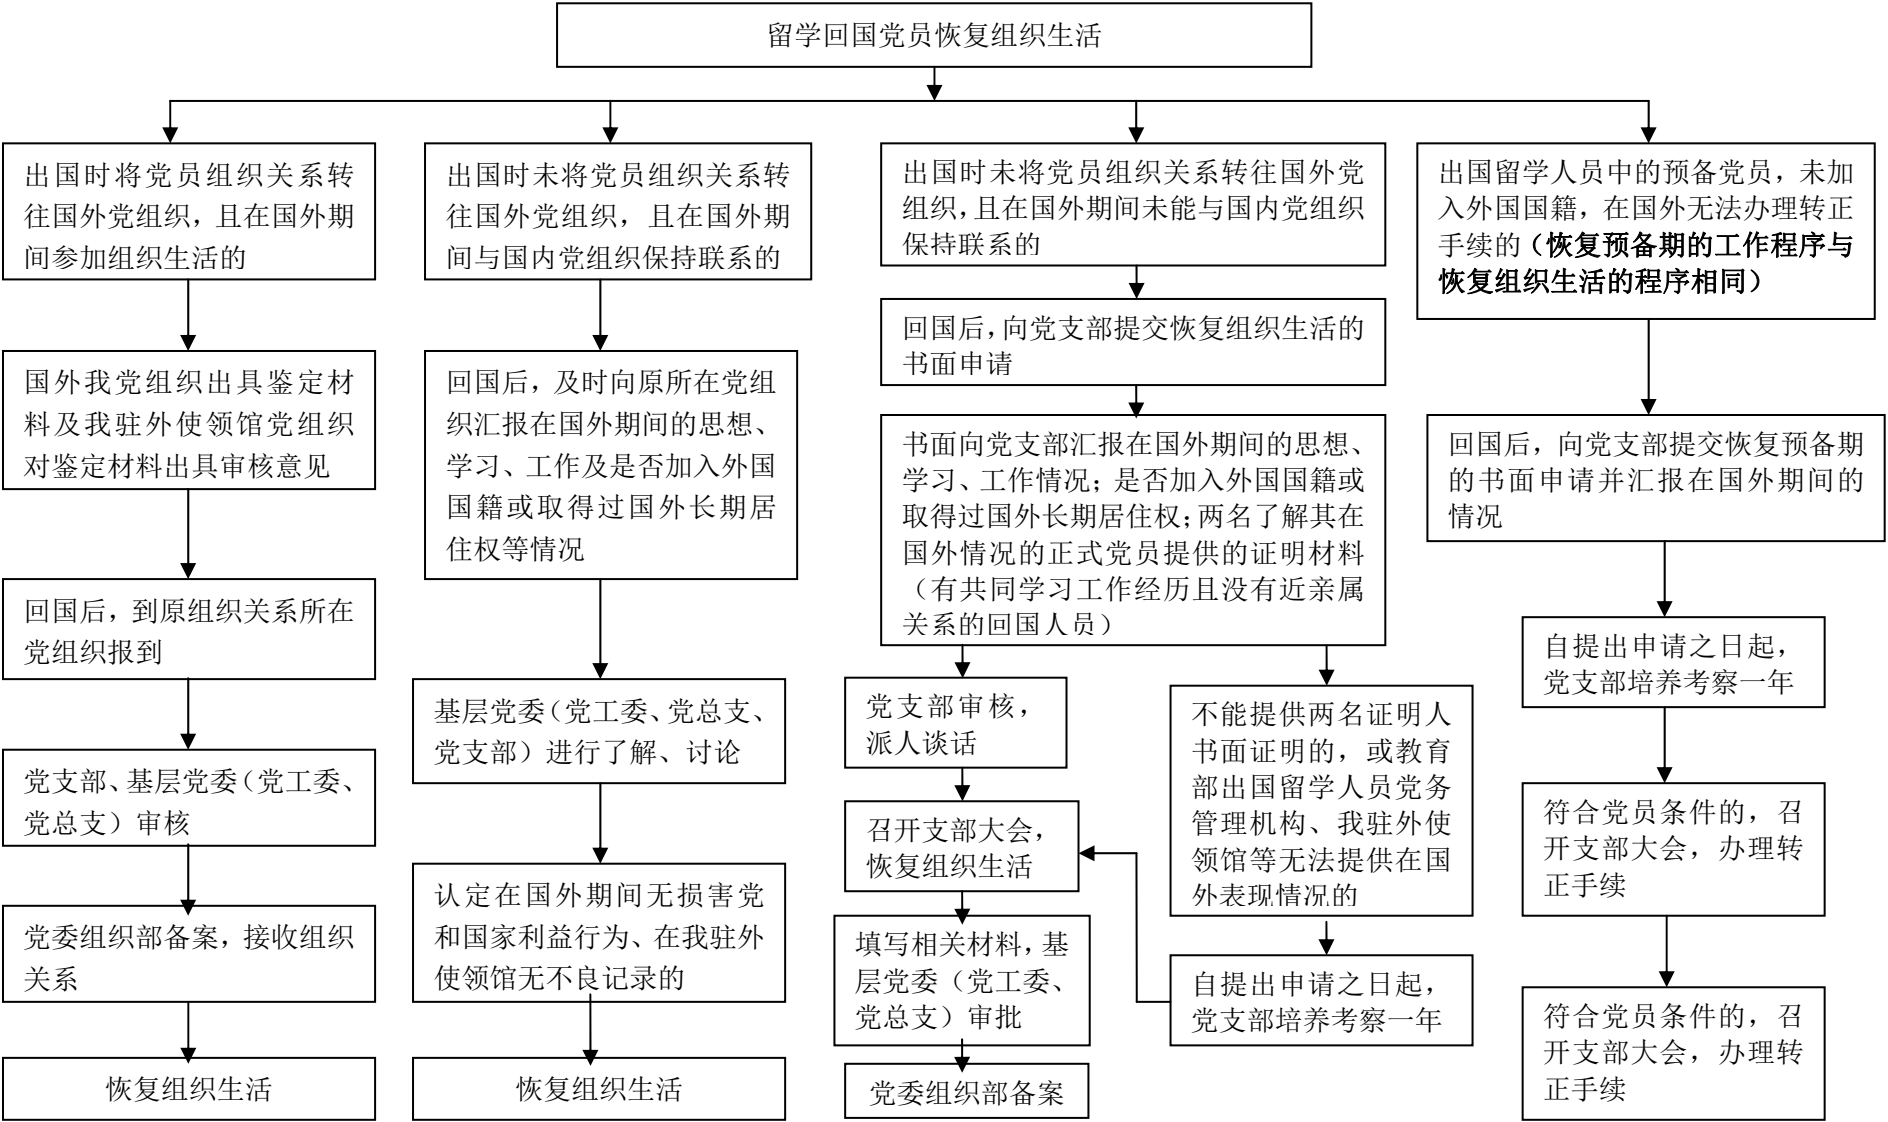 留学回国党员恢复组织生活
出国时将党员组织关系转
往国外党组织，且在国外期
间参加组织生活的
国外我党组织出具鉴定材
料及我驻外使领馆党组织
对鉴定材料出具审核意见
回国后，到原组织关系所在
党组织报到
党支部、基层党委（党工委、
党总支）审核
党委组织部备案，接收组织
关系
恢复组织生活
出国时未将党员组织关系转
往国外党组织，且在国外期
间与国内党组织保持联系的
回国后，及时向原所在党组
织汇报在国外期间的思想、
学习、工作及是否加入外国
国籍或取得过国外长期居
住权等情况
基层党委（党工委、党总支、
党支部）进行了解、讨论
认定在国外期间无损害党
和国家利益行为、在我驻外
使领馆无不良记录的
恢复组织生活
出国时未将党员组织关系转往国外党
组织，且在国外期间未能与国内党组织
保持联系的
回国后，向党支部提交恢复组织生活的
书面申请
书面向党支部汇报在国外期间的思想、
学习、工作情况；是否加入外国国籍或
取得过国外长期居住权；两名了解其在
国外情况的正式党员提供的证明材料
（有共同学习工作经历且没有近亲属
关系的回国人员）
党支部审核，
派人谈话
召开支部大会，
恢复组织生活
填写相关材料，基
层党委（党工委、
党总支）审批
党委组织部备案
不能提供两名证明人
书面证明的，或教育
部出国留学人员党务
管理机构、我驻外使
领馆等无法提供在国
外表现情况的
自提出申请之日起，
党支部培养考察一年
出国留学人员中的预备党员，未加
入外国国籍，在国外无法办理转正
手续的（恢复预备期的工作程序与
恢复组织生活的程序相同）
回国后，向党支部提交恢复预备期
的书面申请并汇报在国外期间的
情况
自提出申请之日起，
党支部培养考察一年
符合党员条件的，召
开支部大会，办理转
正手续
符合党员条件的，召
开支部大会，办理转
正手续